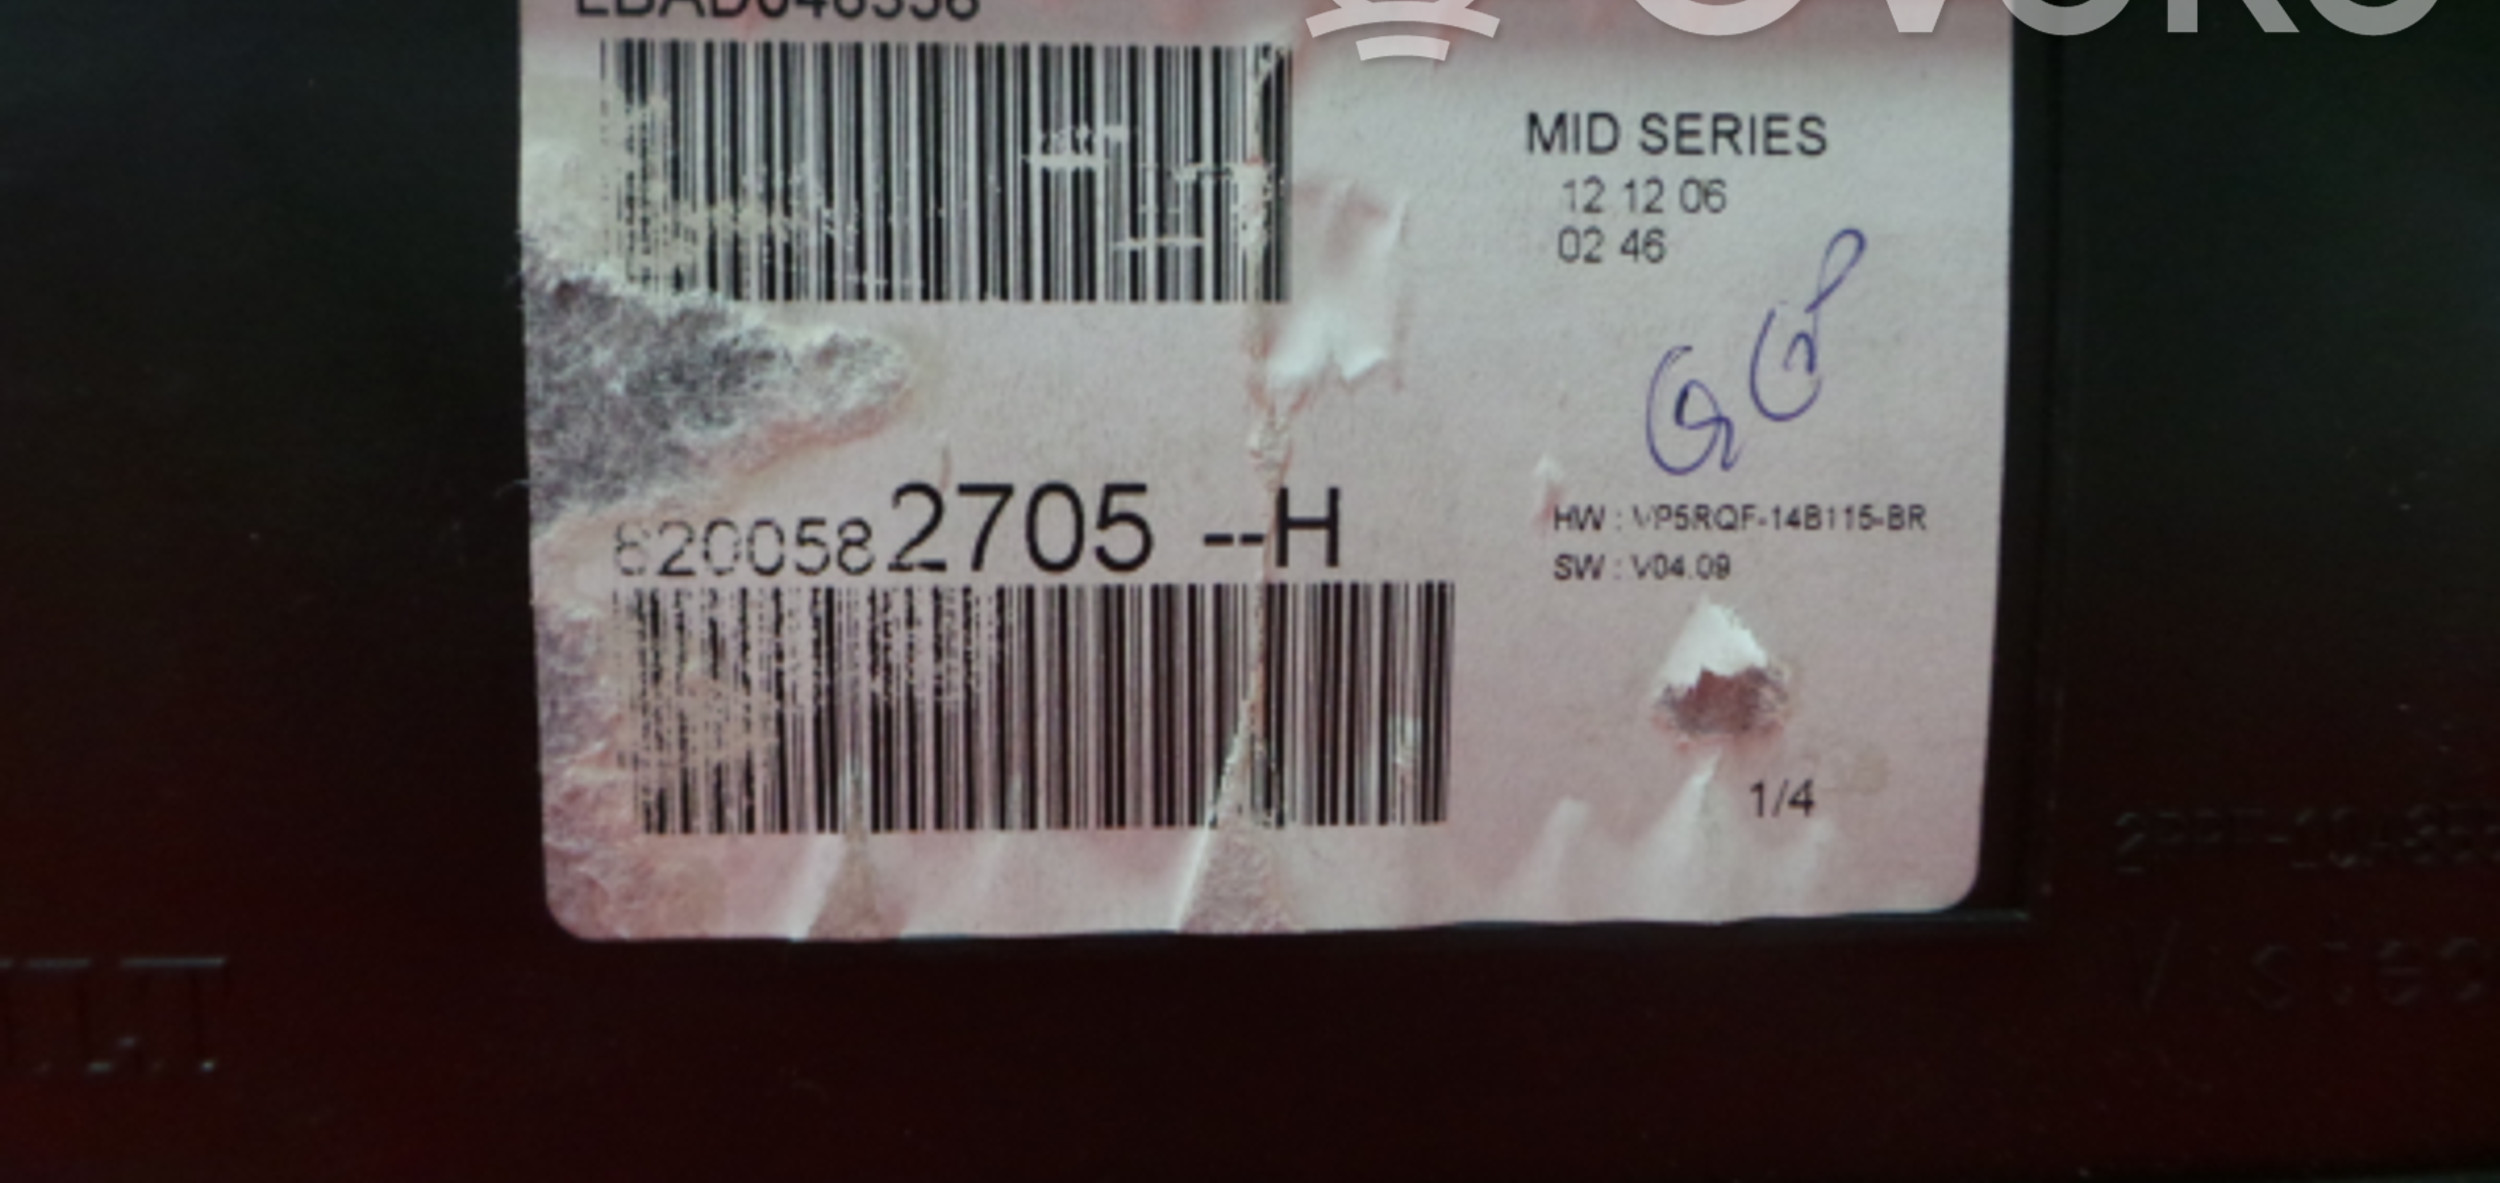 MID SERIES
12 12 06
02 46
8200582705 --H
HW : VP5RQF-14B115-BR
SW : V04.09
1/4